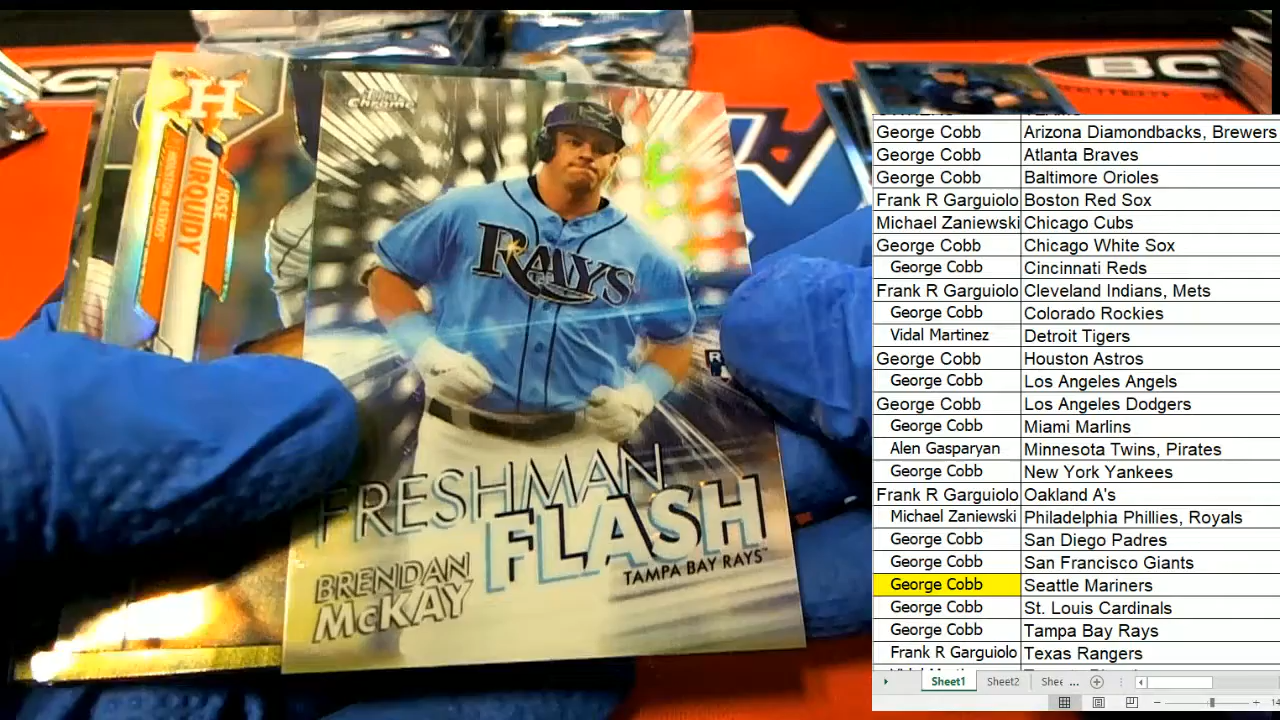 Topps
Chrome
H
JOSE
URQUIDY
HOUSTON ASTROS
RAYS
FRESHMAN
FLASH
BRENDAN
McKAY
TAMPA BAY RAYS™
BC
George Cobb Arizona Diamondbacks, Brewers
George Cobb Atlanta Braves
George Cobb Baltimore Orioles
Frank R Garguiolo Boston Red Sox
Michael Zaniewski Chicago Cubs
George Cobb Chicago White Sox
George Cobb Cincinnati Reds
Frank R Garguiolo Cleveland Indians, Mets
George Cobb Colorado Rockies
Vidal Martinez Detroit Tigers
George Cobb Houston Astros
George Cobb Los Angeles Angels
George Cobb Los Angeles Dodgers
George Cobb Miami Marlins
Alen Gasparyan Minnesota Twins, Pirates
George Cobb New York Yankees
Frank R Garguiolo Oakland A's
Michael Zaniewski Philadelphia Phillies, Royals
George Cobb San Diego Padres
George Cobb San Francisco Giants
George Cobb Seattle Mariners
George Cobb St. Louis Cardinals
George Cobb Tampa Bay Rays
Frank R Garguiolo Texas Rangers
Sheet1 Sheet2 Shee ...